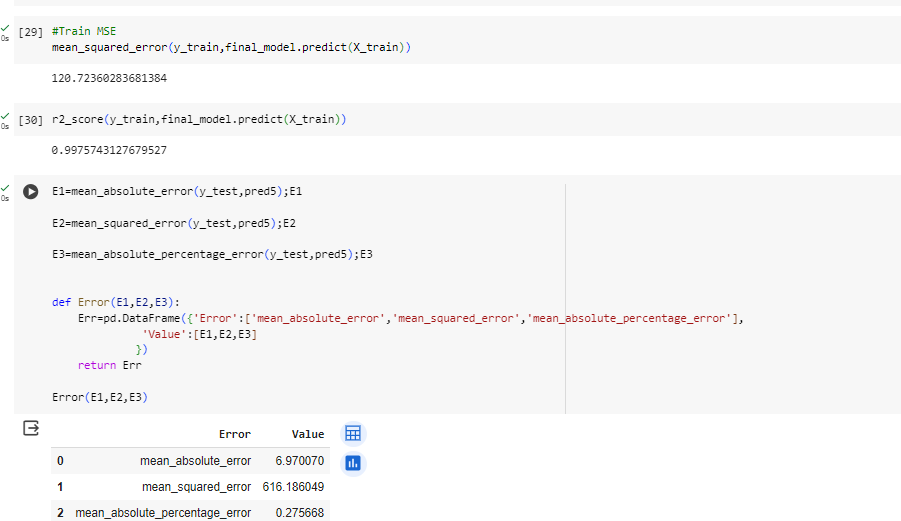 [29] #Train MSE
mean_squared_error(y_train,final_model.predict(X_train))
0s
120.72360283681384
[30] r2_score(y_train,final_model.predict(X_train))
0s
0.9975743127679527
E1=mean_absolute_error(y_test,pred5);E1
0s
E2=mean_squared_error(y_test,pred5);E2
E3=mean_absolute_percentage_error(y_test,pred5);E3
def Error(E1,E2,E3):
Err=pd.DataFrame({'Error':['mean_absolute_error','mean_squared_error','mean_absolute_percentage_error'],
'Value':[E1,E2,E3]
})
return Err
Error(E1,E2,E3)
Error Value
0 mean_absolute_error 6.970070
1 mean_squared_error 616.186049
2 mean_absolute_percentage_error 0.275668